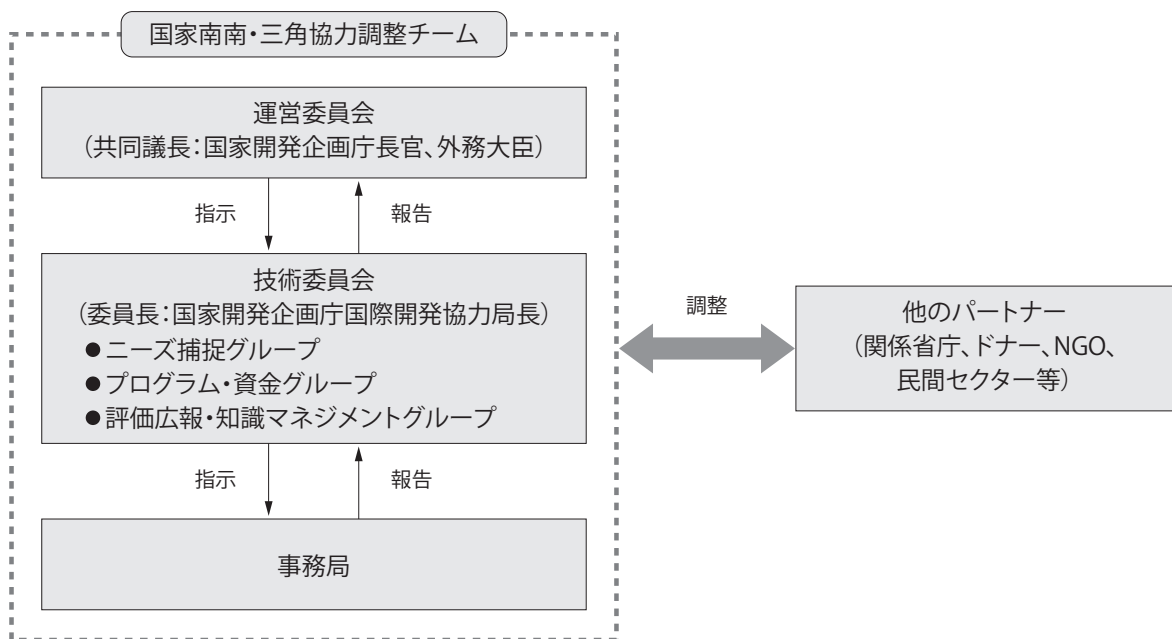 国家南南・三角協力調整チーム
運営委員会
（共同議長：国家開発企画庁長官、外務大臣）
指示
報告
技術委員会
（委員長：国家開発企画庁国際開発協力局長）
●ニーズ捕捉グループ
●プログラム・資金グループ
●評価広報・知識マネジメントグループ
指示
報告
事務局
調整
他のパートナー
（関係省庁、ドナー、NGO、
民間セクター等）